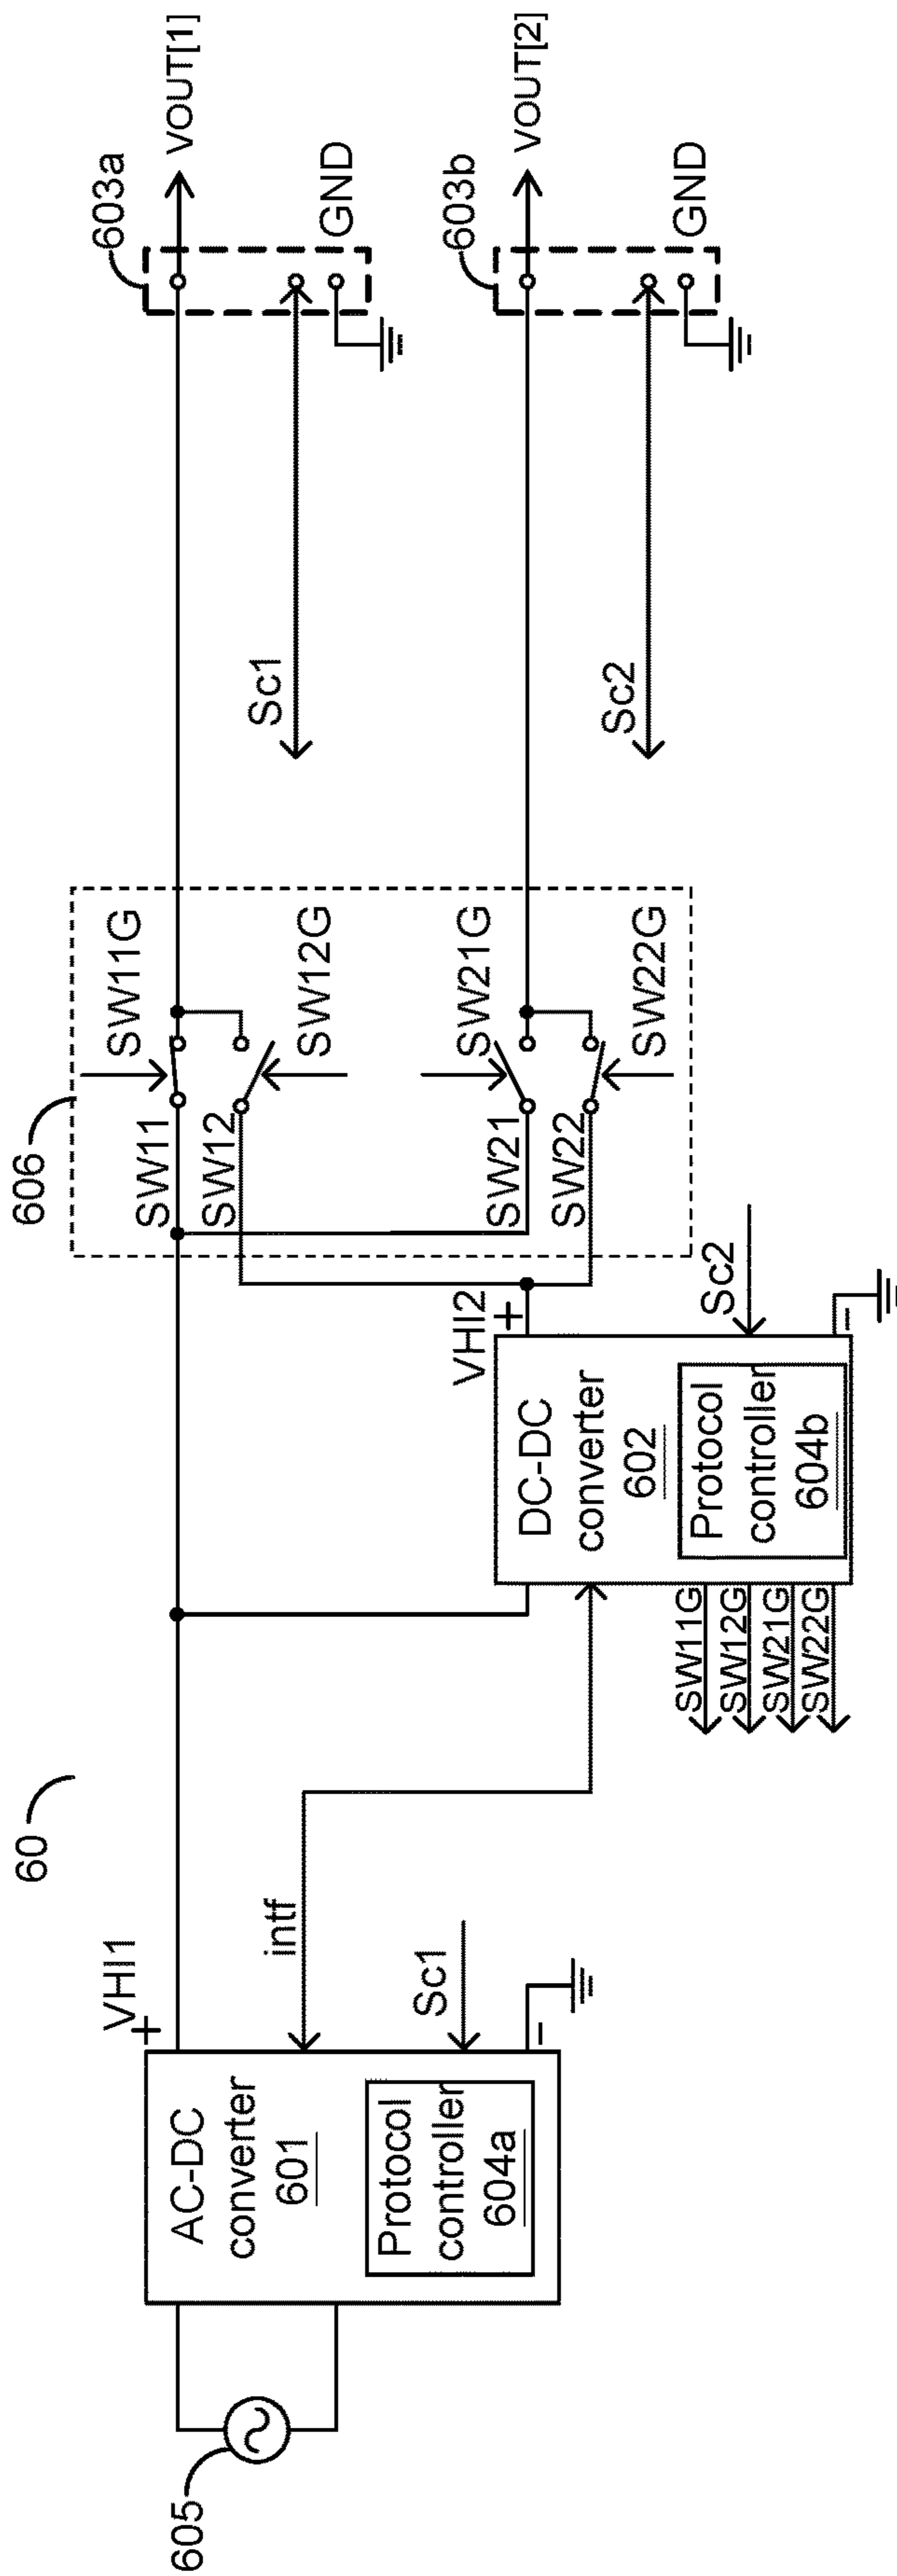 60
605
AC-DC
converter
601
Protocol
controller
604a
VHI1
+
-
Sc1
intf
DC-DC
converter
602
Protocol
controller
604b
SW11G
SW12G
SW21G
SW22G
VHI2
+
-
Sc2
606
SW11
SW11G
SW12
SW12G
SW21
SW21G
SW22
SW22G
Sc1
Sc2
603a
VOUT[1]
GND
603b
VOUT[2]
GND